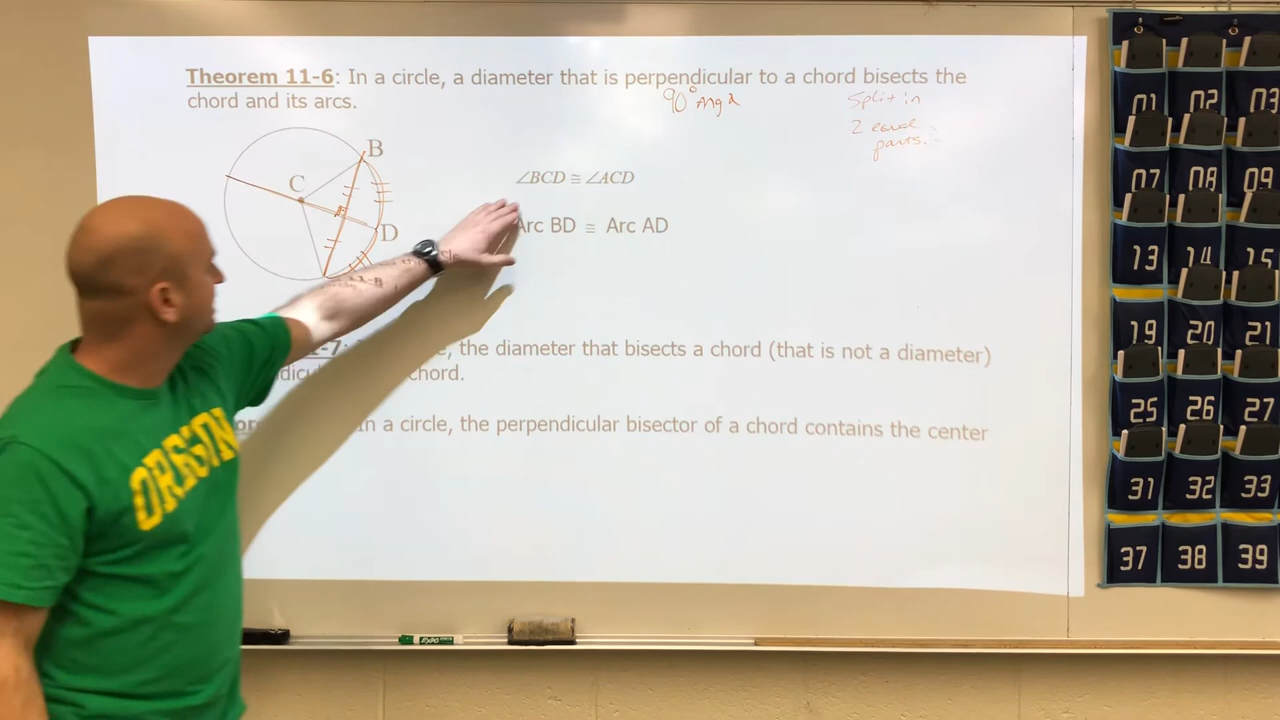 Theorem 11-6: In a circle, a diameter that is perpendicular to a chord bisects the
chord and its arcs.
90°
Split in
2
parts.
B
C
D
∠BCD ≅ ∠ACD
Arc BD ≅ Arc AD
-7: the diameter that bisects a chord (that is not a diameter)
chord.
in a circle, the perpendicular bisector of a chord contains the center
OREGON
EXPO
01 02 03
07 08 09
13 14 15
19 20 21
25 26 27
31 32 33
37 38 39